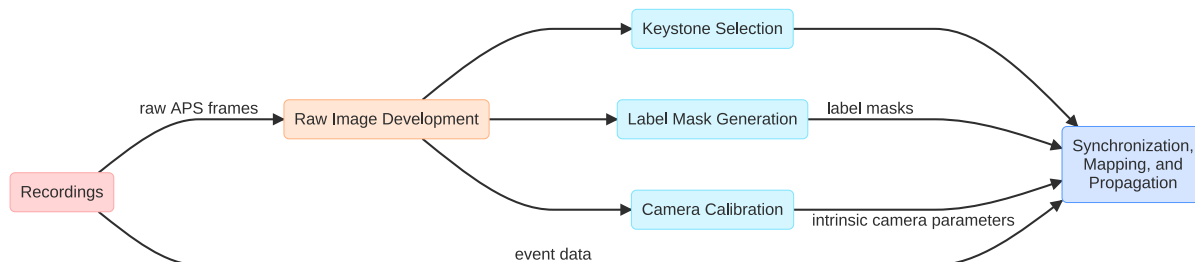 Keystone Selection
raw APS frames
label masks
Raw Image Development
Label Mask Generation
Synchronization,
Mapping, and
Propagation
Recordings
Camera Calibration
intrinsic camera parameters
event data